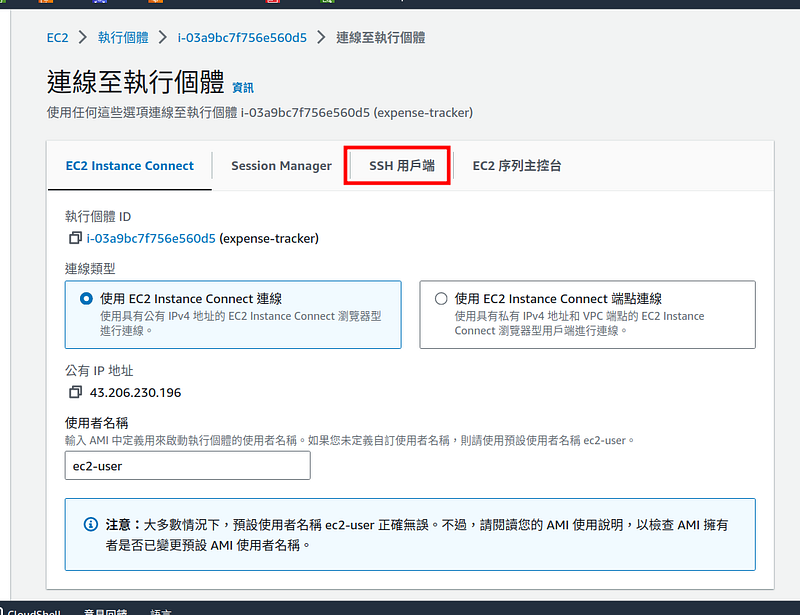 EC2 > 執行個體 > i-03a9bc7f756e560d5 > 連線至執行個體
連線至執行個體 資訊
使用任何這些選項連線至執行個體 i-03a9bc7f756e560d5 (expense-tracker)
EC2 Instance Connect Session Manager SSH 用戶端 EC2 序列主控台
執行個體 ID
i-03a9bc7f756e560d5 (expense-tracker)
連線類型
使用 EC2 Instance Connect 連線
使用具有公有 IPv4 地址的 EC2 Instance Connect 瀏覽器型
進行連線。
使用 EC2 Instance Connect 端點連線
使用具有私有 IPv4 地址和 VPC 端點的 EC2 Instance
Connect 瀏覽器型用戶端進行連線。
公有 IP 地址
43.206.230.196
使用者名稱
輸入 AMI 中定義用來啟動執行個體的使用者名稱。如果您未定義自訂使用者名稱，則請使用預設使用者名稱 ec2-user。
ec2-user
注意：大多數情況下，預設使用者名稱 ec2-user 正確無誤。不過，請閱讀您的 AMI 使用說明，以檢查 AMI 擁有
者是否已變更預設 AMI 使用者名稱。
CloudShell 意見回饋 語言